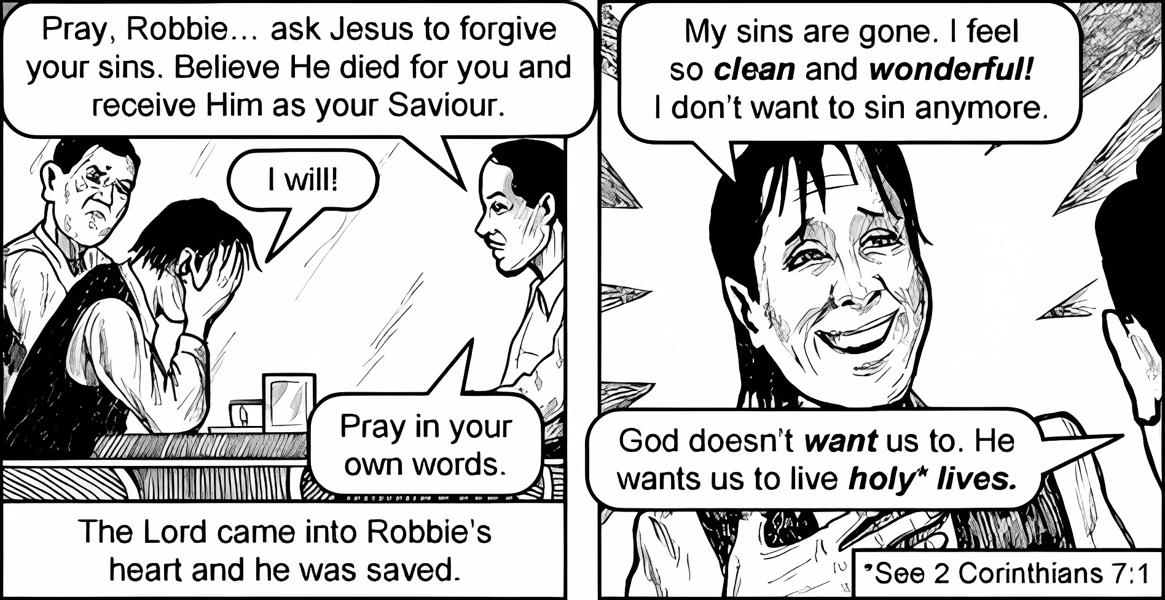 Pray, Robbie... ask Jesus to forgive
your sins. Believe He died for you and
receive Him as your Saviour.
I will!
Pray in your
own words.
The Lord came into Robbie's
heart and he was saved.
My sins are gone. I feel
so clean and wonderful!
I don't want to sin anymore.
God doesn't want us to. He
wants us to live holy* lives.
*See 2 Corinthians 7:1